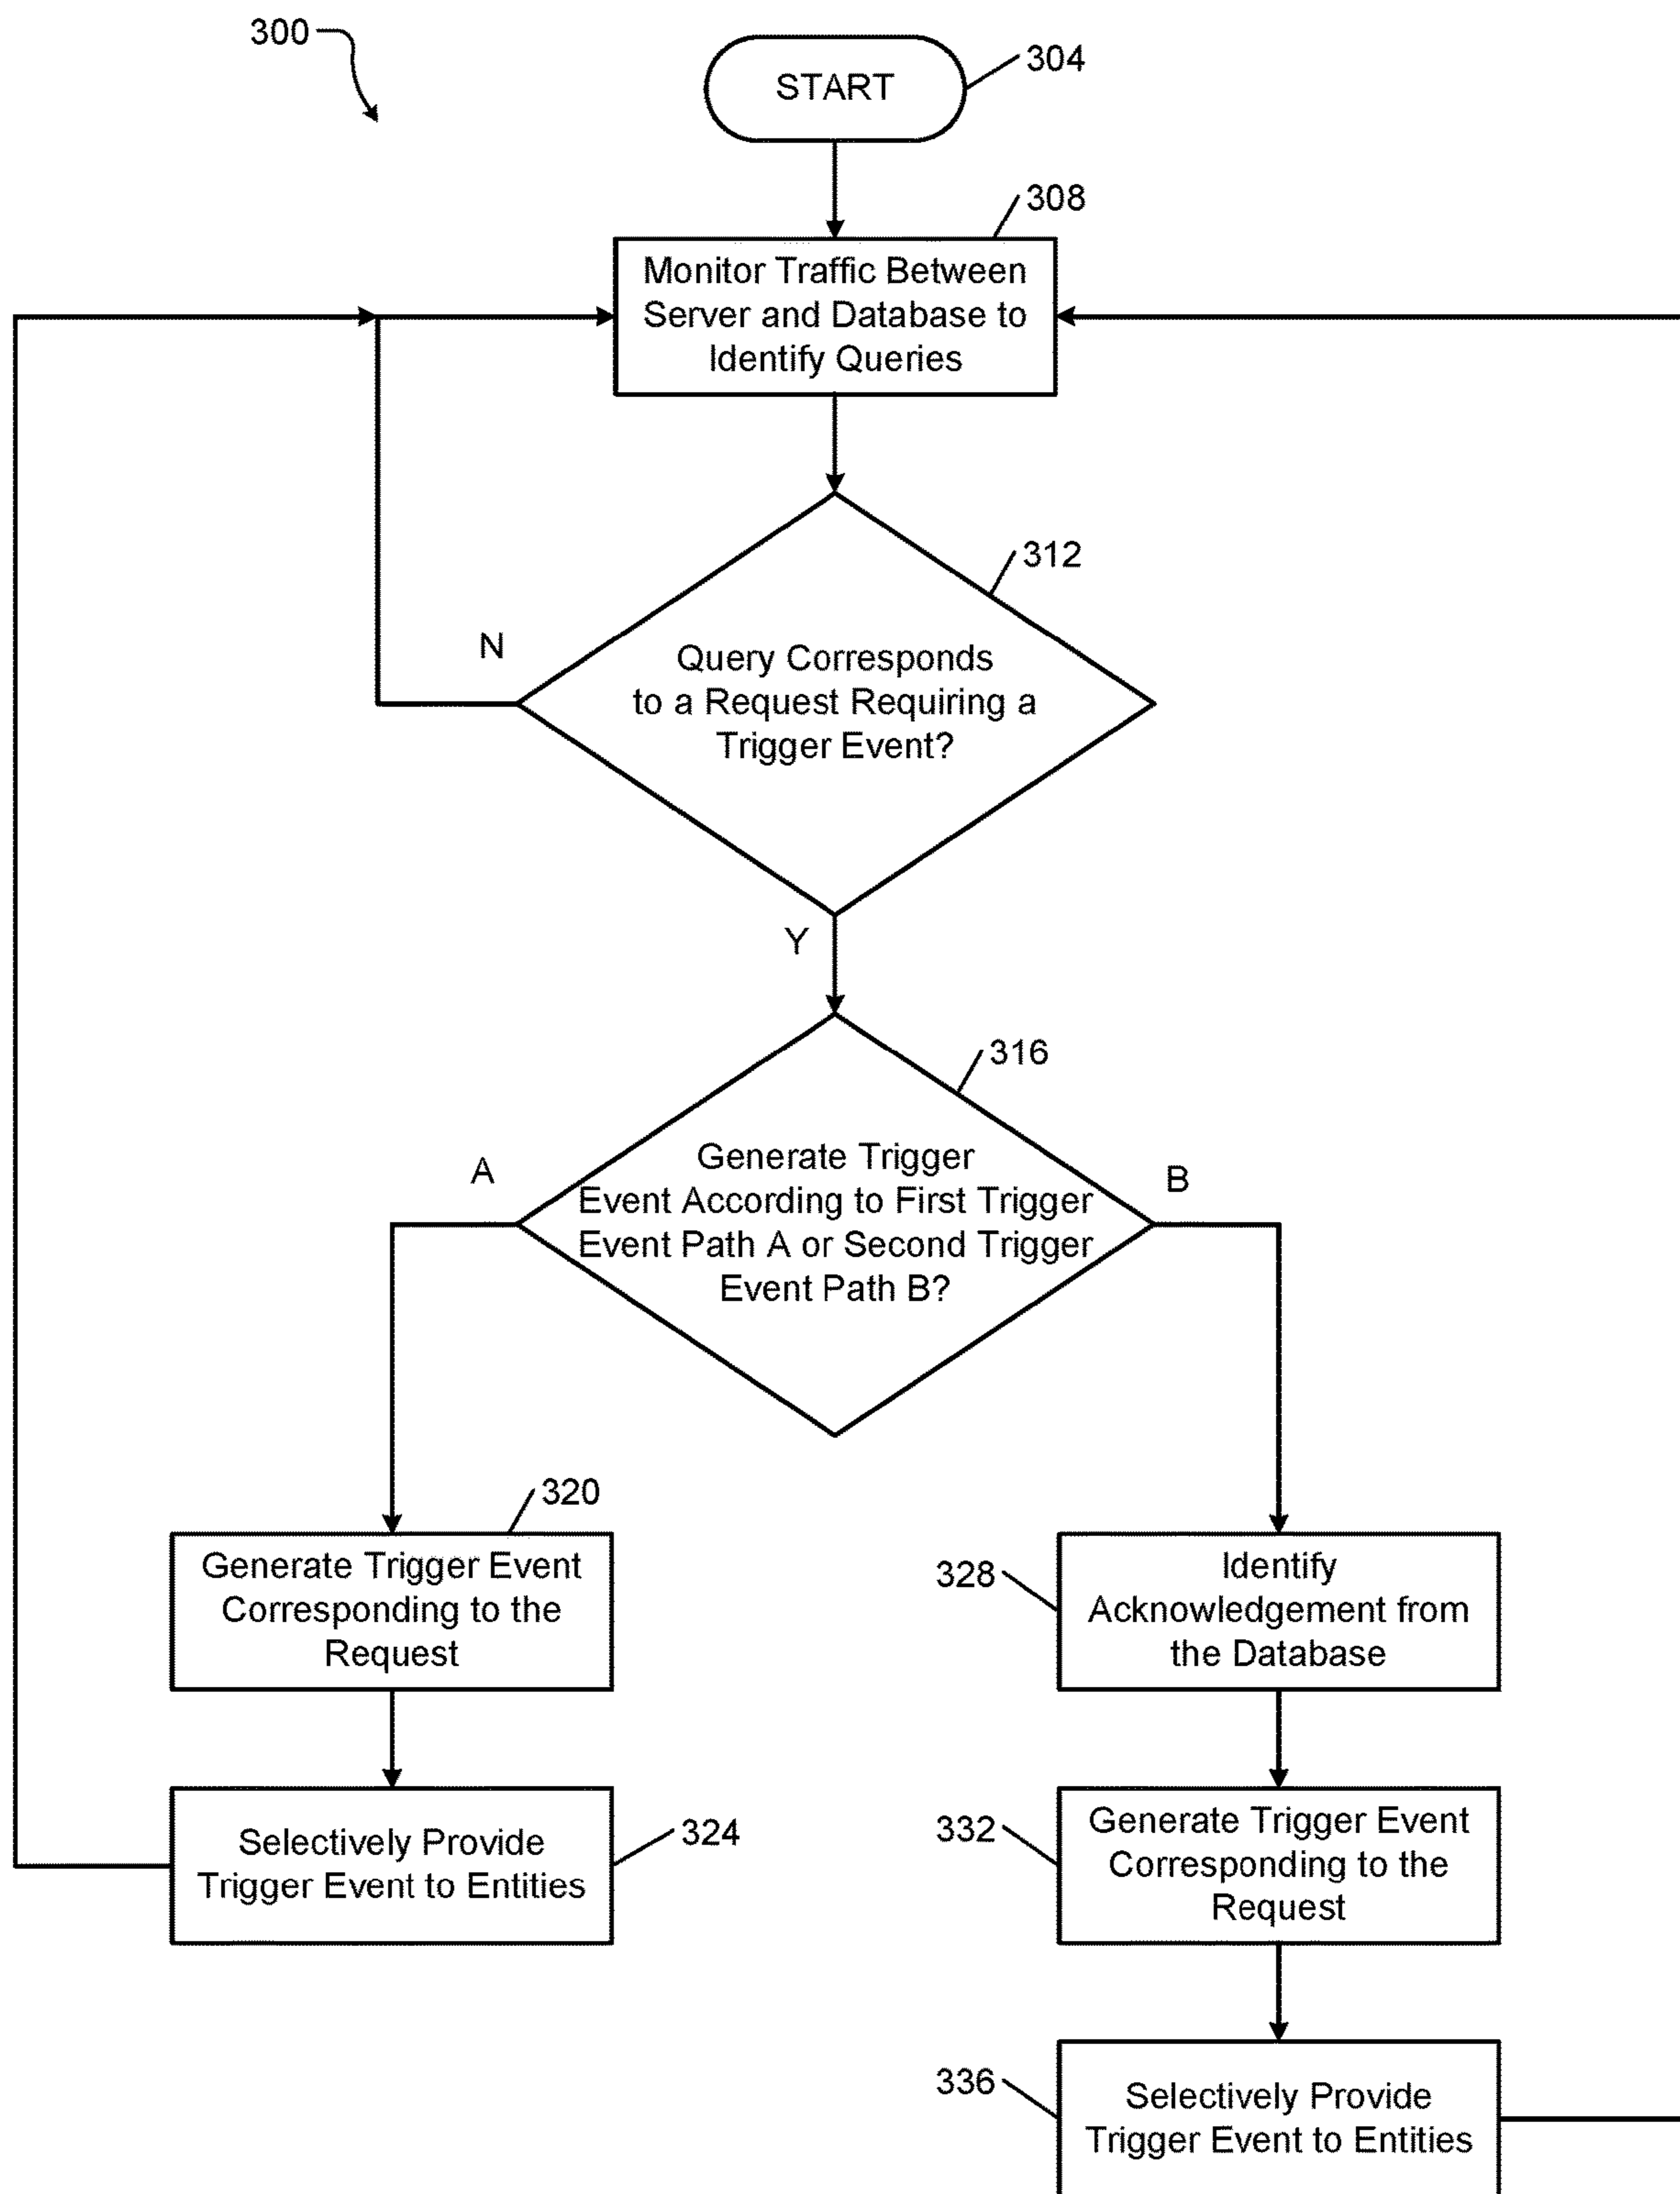 300
START
304
308
Monitor Traffic Between
Server and Database to
Identify Queries
312
N
Query Corresponds
to a Request Requiring a
Trigger Event?
Y
316
A
B
Generate Trigger
Event According to First Trigger
Event Path A or Second Trigger
Event Path B?
320
Generate Trigger Event
Corresponding to the
Request
328
Identify
Acknowledgement from
the Database
Selectively Provide
Trigger Event to Entities
324
332
Generate Trigger Event
Corresponding to the
Request
336
Selectively Provide
Trigger Event to Entities